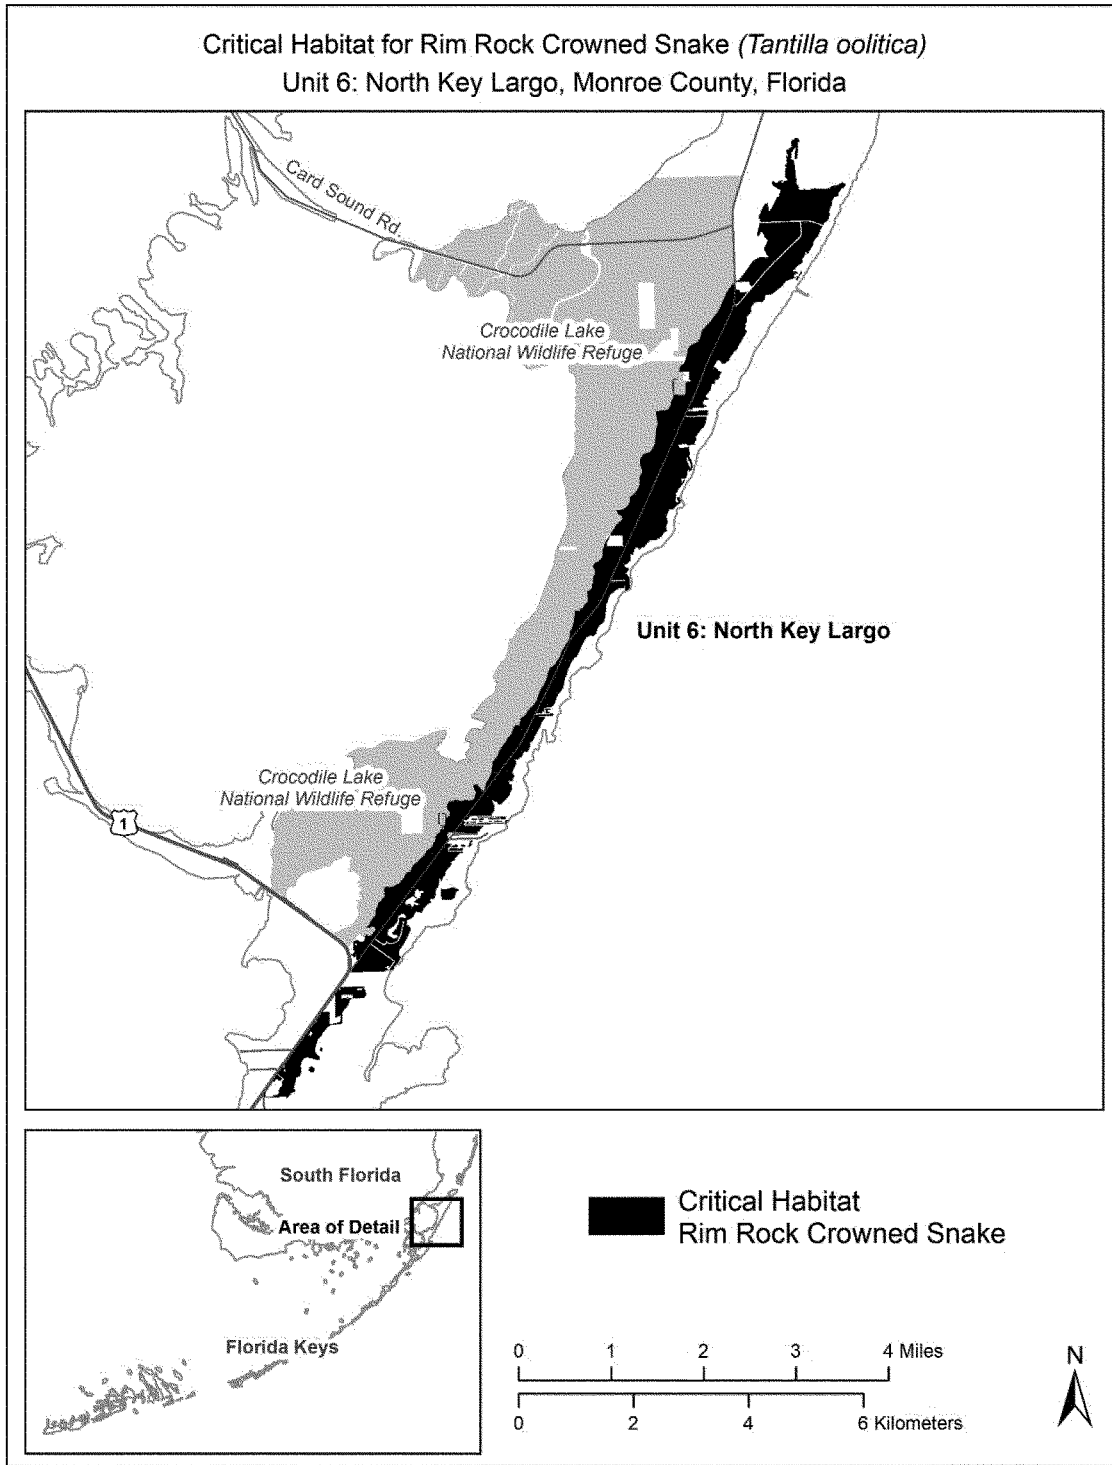 Critical Habitat for Rim Rock Crowned Snake (Tantilla oolitica)
Unit 6: North Key Largo, Monroe County, Florida
Card Sound Rd.
Crocodile Lake
National Wildlife Refuge
Unit 6: North Key Largo
Crocodile Lake
National Wildlife Refuge
1
South Florida
Area of Detail
Florida Keys
Critical Habitat
Rim Rock Crowned Snake
0 1 2 3 4 Miles
0 2 4 6 Kilometers
N